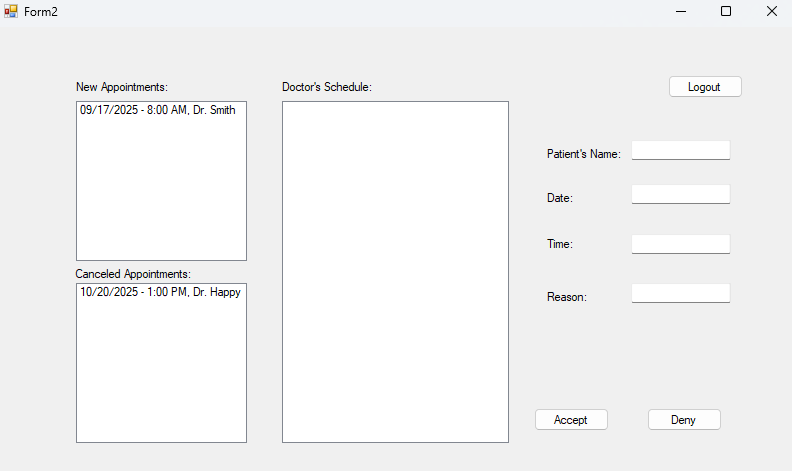 Form2
New Appointments:
09/17/2025 - 8:00 AM, Dr. Smith
Canceled Appointments:
10/20/2025 - 1:00 PM, Dr. Happy
Doctor's Schedule:
Logout
Patient's Name:
Date:
Time:
Reason:
Accept
Deny